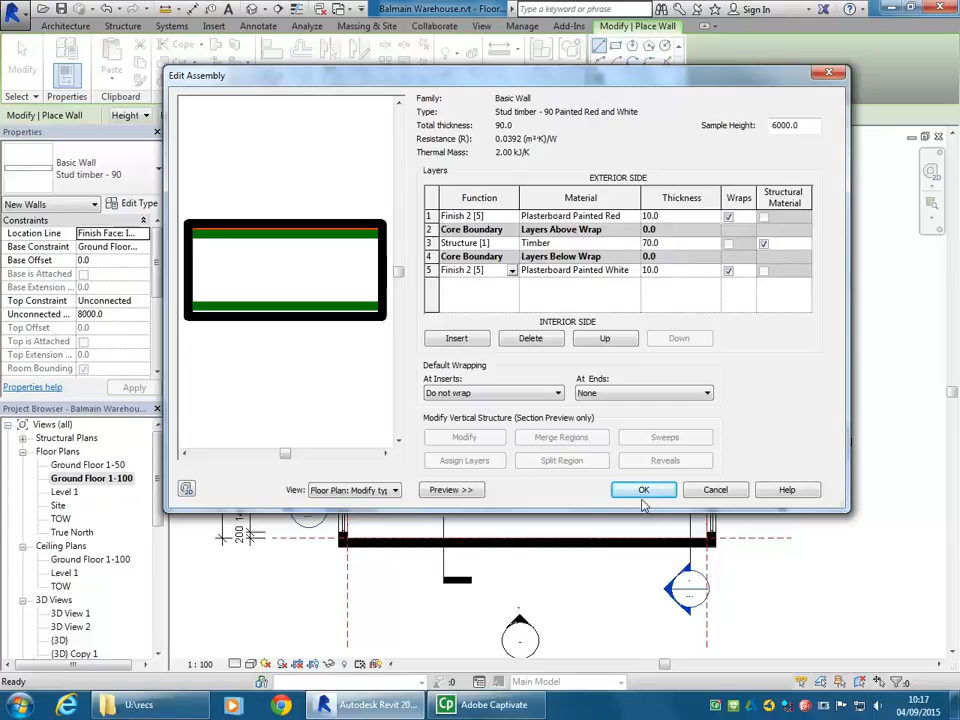 Balmain Warehouse.rvt - Floor...
Type a keyword or phrase
Sign In
Architecture Structure Systems Insert Annotate Analyze Massing & Site Collaborate View Manage Add-Ins Modify | Place Wall
Modify
Cope
Paste
Select Properties Clipboard
Modify | Place Wall Height
Properties
Basic Wall
Stud timber - 90
New Walls Edit Type
Constraints
Location Line Finish Face: I...
Base Constraint Ground Floor...
Base Offset 0.0
Base is Attached
Base Extension ... 0.0
Top Constraint Unconnected
Unconnected ... 8000.0
Top Offset 0.0
Top is Attached
Top Extension ... 0.0
Room Bounding
Properties help Apply
Project Browser - Balmain Warehou...
Views (all)
Structural Plans
Floor Plans
Ground Floor 1-50
Ground Floor 1-100
Level 1
Site
TOW
True North
Ceiling Plans
Ground Floor 1-100
Level 1
TOW
3D Views
3D View 1
3D View 2
{3D}
{3D} Copy 1
Edit Assembly
Family: Basic Wall
Type: Stud timber - 90 Painted Red and White
Total thickness: 90.0 Sample Height: 6000.0
Resistance (R): 0.0392 (m²·K)/W
Thermal Mass: 2.00 kJ/K
Layers
EXTERIOR SIDE
Function Material Thickness Wraps Structural Material
1 Finish 2 [5] Plasterboard Painted Red 10.0
2 Core Boundary Layers Above Wrap 0.0
3 Structure [1] Timber 70.0
4 Core Boundary Layers Below Wrap 0.0
5 Finish 2 [5] Plasterboard Painted White 10.0
INTERIOR SIDE
Insert Delete Up Down
Default Wrapping
At Inserts: At Ends:
Do not wrap None
Modify Vertical Structure (Section Preview only)
Modify Merge Regions Sweeps
Assign Layers Split Region Reveals
View: Floor Plan: Modify typ Preview >> OK Cancel Help
200
1 : 100
Ready :0 Main Model :0
U:\recs Autodesk Revit 20... Adobe Captivate
10:17
04/09/2015